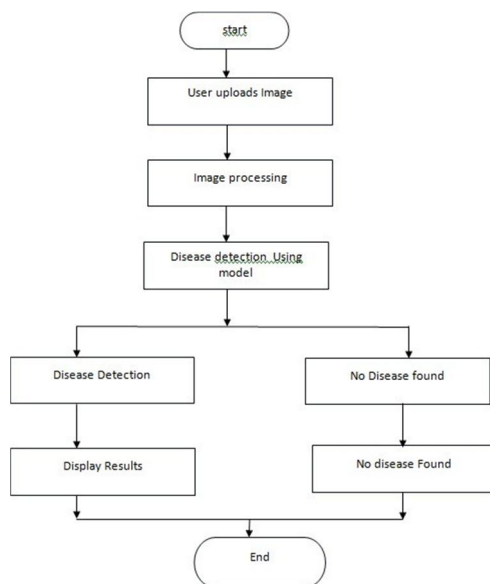 start
User uploads Image
Image processing
Disease detection Using
model
Disease Detection
No Disease found
Display Results
No disease Found
End